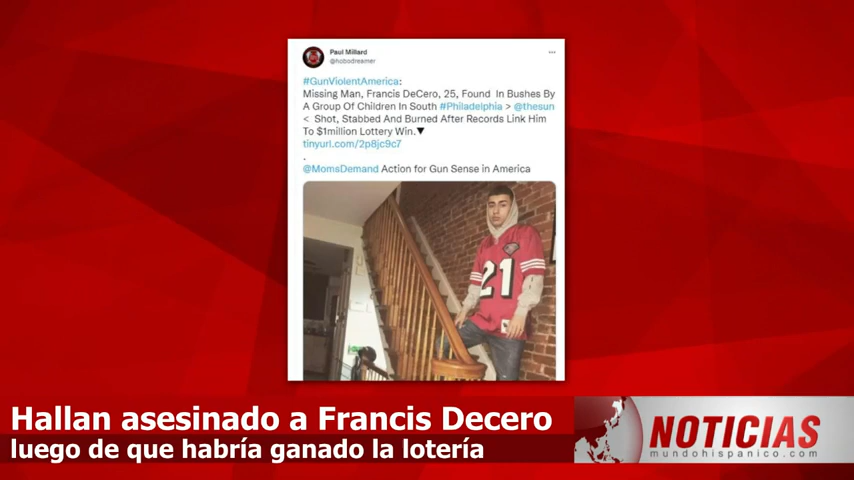 Paul Millard
@hobodreamer
#GunViolentAmerica:
Missing Man, Francis DeCero, 25, Found In Bushes By
A Group Of Children In South #Philadelphia > @thesun
< Shot, Stabbed And Burned After Records Link Him
To $1million Lottery Win.▼
tinyurl.com/2p8jc9c7
.
@MomsDemand Action for Gun Sense in America
21
Hallan asesinado a Francis Decero
luego de que habría ganado la lotería
NOTICIAS
mundohispanico.com